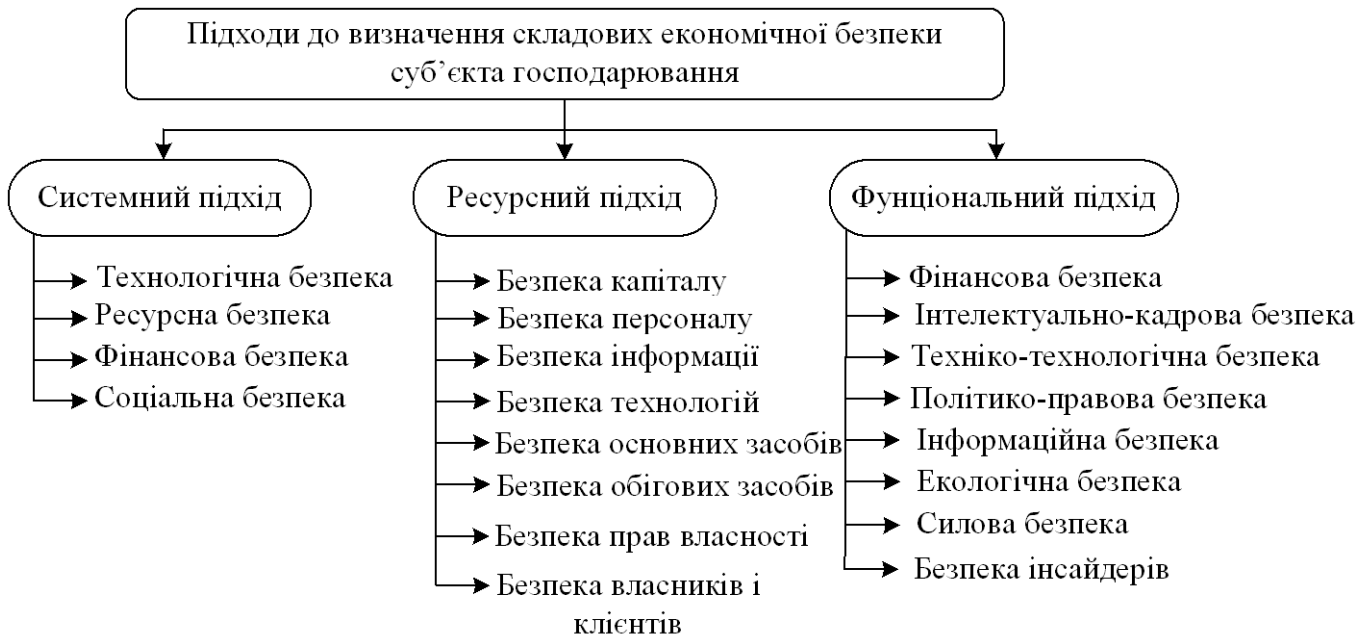 Підходи до визначення складових економічної безпеки
суб’єкта господарювання
Системний підхід
Технологічна безпека
Ресурсна безпека
Фінансова безпека
Соціальна безпека
Ресурсний підхід
Безпека капіталу
Безпека персоналу
Безпека інформації
Безпека технологій
Безпека основних засобів
Безпека обігових засобів
Безпека прав власності
Безпека власників і
клієнтів
Фунціональний підхід
Фінансова безпека
Інтелектуально-кадрова безпека
Техніко-технологічна безпека
Політико-правова безпека
Інформаційна безпека
Екологічна безпека
Силова безпека
Безпека інсайдерів